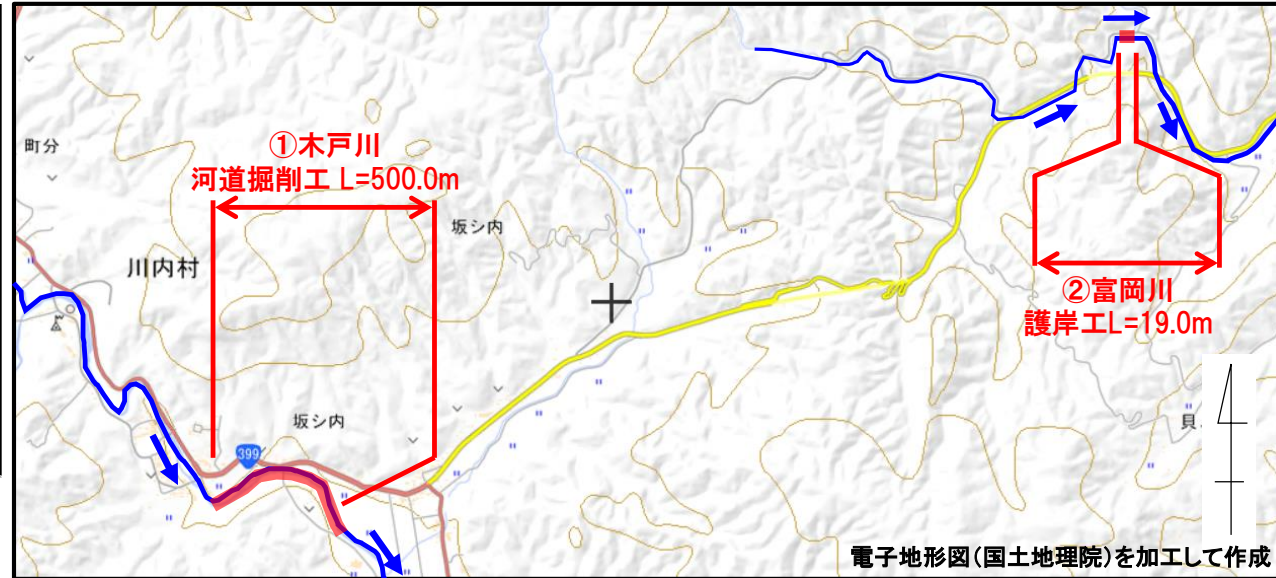 町分
①木戸川
河道掘削工 L=500.0m
坂シ内
川内村
②富岡川
護岸工L=19.0m
坂シ内
399
貝
電子地形図(国土地理院)を加工して作成